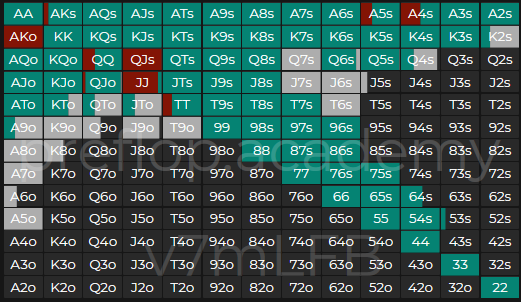 AA AKs AQs AJs ATs A9s A8s A7s A6s A5s A4s A3s A2s
AKo KK KQs KJs KTs K9s K8s K7s K6s K5s K4s K3s K2s
AQo KQo QQ QJs QTs Q9s Q8s Q7s Q6s Q5s Q4s Q3s Q2s
AJo KJo QJo JJ JTs J9s J8s J7s J6s J5s J4s J3s J2s
ATo KTo QTo JTo TT T9s T8s T7s T6s T5s T4s T3s T2s
A9o K9o Q9o J9o T9o 99 98s 97s 96s 95s 94s 93s 92s
A8o K8o Q8o J8o T8o 98o 88 87s 86s 85s 84s 83s 82s
preflop.academy
A7o K7o Q7o J7o T7o 97o 87o 77 76s 75s 74s 73s 72s
A6o K6o Q6o J6o T6o 96o 86o 76o 66 65s 64s 63s 62s
A5o K5o Q5o J5o T5o 95o 85o 75o 65o 55 54s 53s 52s
A4o K4o Q4o J4o T4o 94o 84o 74o 64o 54o 44 43s 42s
v7mLFB
A3o K3o Q3o J3o T3o 93o 83o 73o 63o 53o 43o 33 32s
A2o K2o Q2o J2o T2o 92o 82o 72o 62o 52o 42o 32o 22